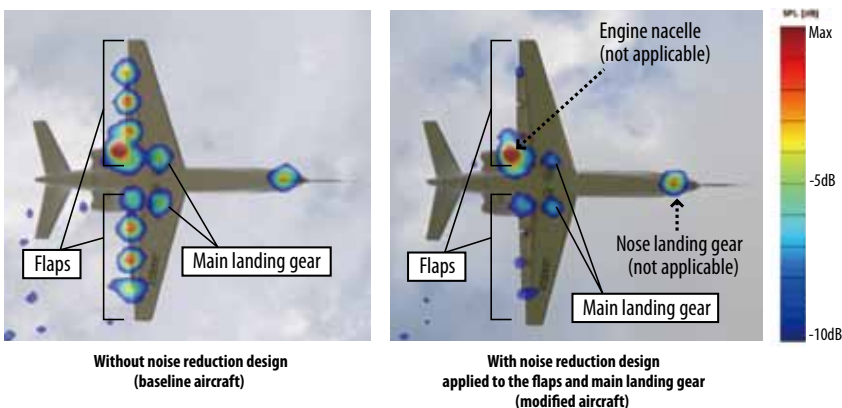 Engine nacelle
(not applicable)
SPL [dB]
Max
Flaps
-5dB
Flaps
Main landing gear
Flaps
Nose landing gear
(not applicable)
Main landing gear
-10dB
Without noise reduction design
(baseline aircraft)
With noise reduction design
applied to the flaps and main landing gear
(modified aircraft)